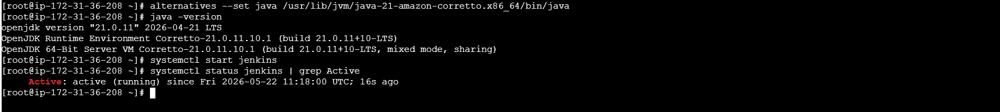 [root@ip-172-31-36-208 ~]# alternatives --set java /usr/lib/jvm/java-21-amazon-corretto.x86_64/bin/java
[root@ip-172-31-36-208 ~]# java -version
openjdk version "21.0.11" 2026-04-21 LTS
OpenJDK Runtime Environment Corretto-21.0.11.10.1 (build 21.0.11+10-LTS)
OpenJDK 64-Bit Server VM Corretto-21.0.11.10.1 (build 21.0.11+10-LTS, mixed mode, sharing)
[root@ip-172-31-36-208 ~]# systemctl start jenkins
[root@ip-172-31-36-208 ~]# systemctl status jenkins | grep Active
     Active: active (running) since Fri 2026-05-22 11:18:00 UTC; 16s ago
[root@ip-172-31-36-208 ~]#